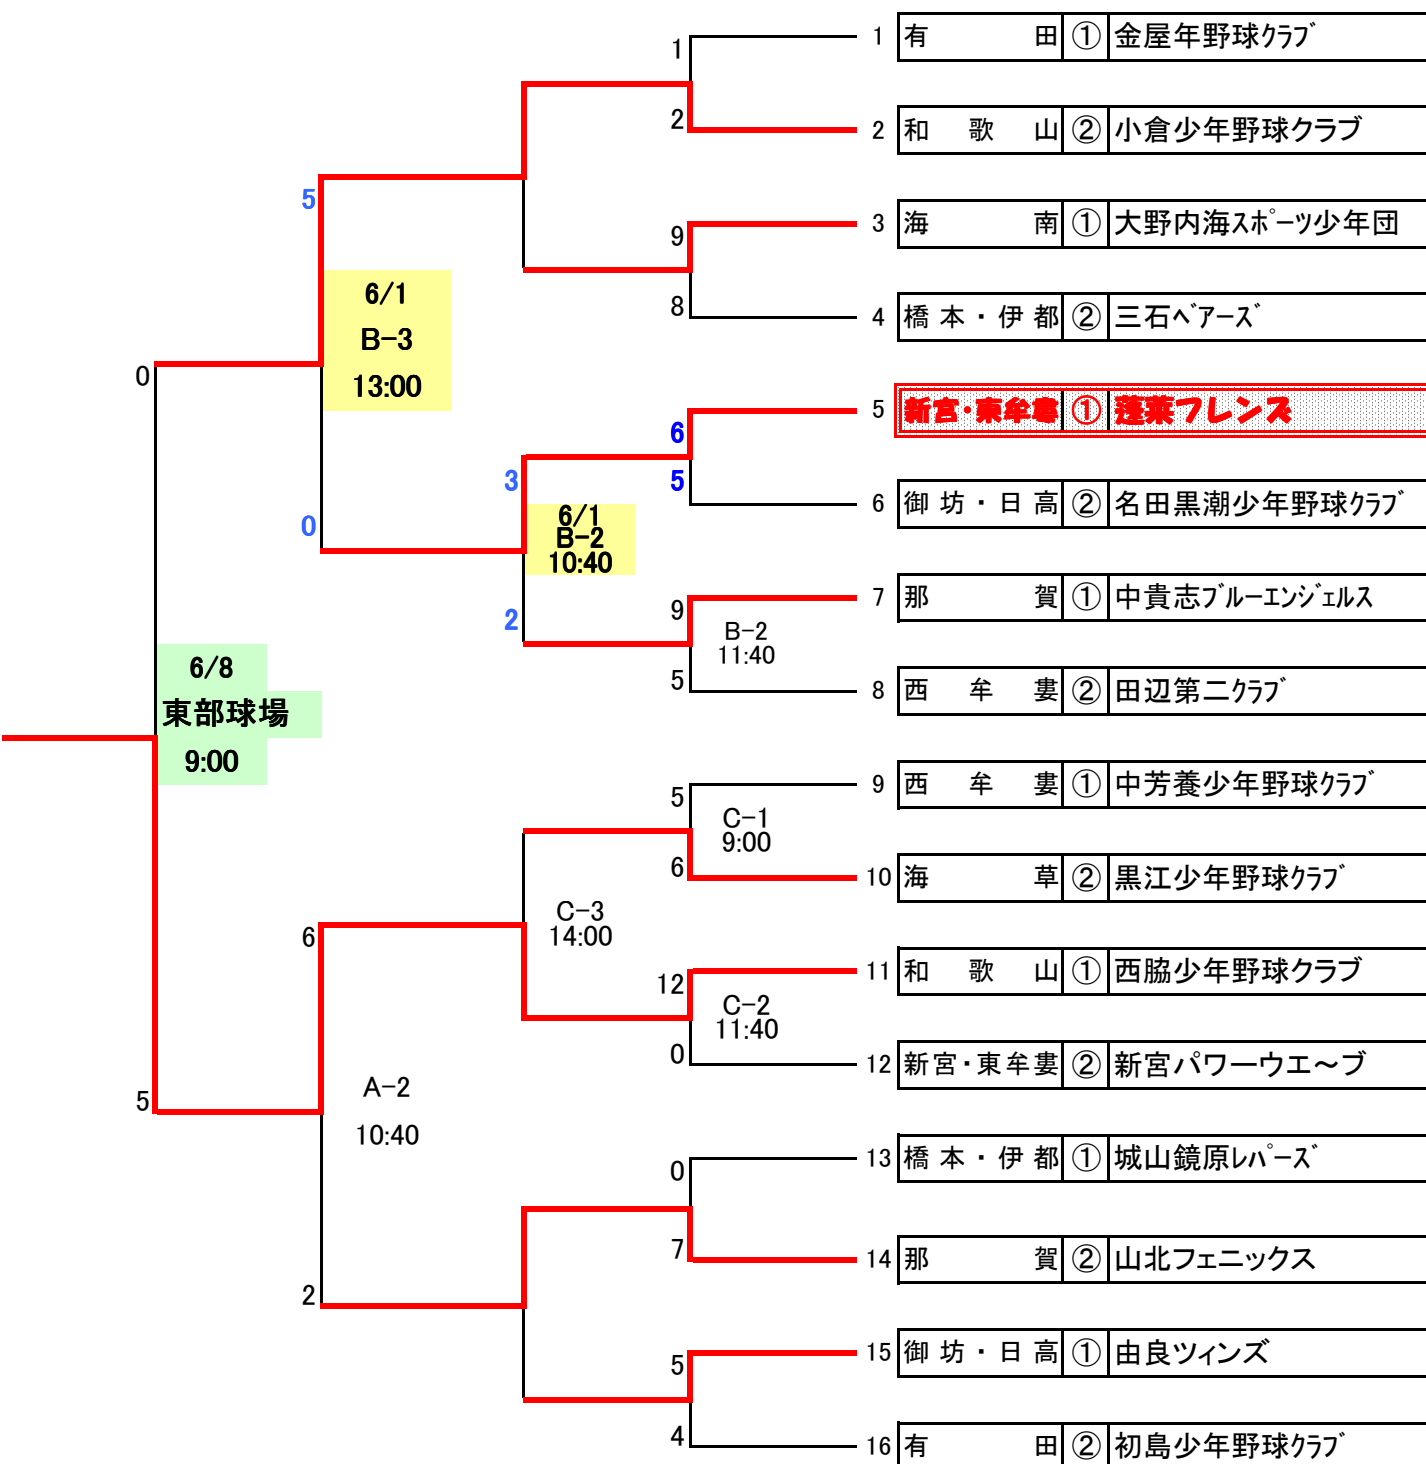 1
1 有田 ① 金屋年野球ｸﾗﾌﾞ
2
2 和歌山 ② 小倉少年野球クラブ
5
9
3 海南 ① 大野内海ｽﾎﾟｰﾂ少年団
6/1
B-3
13:00
8
4 橋本・伊都 ② 三石ﾍﾞｱｰｽﾞ
0
6
5 新宮・東牟婁 ① 蓬莱フレンズ
3
5
6 御坊・日高 ② 名田黒潮少年野球ｸﾗﾌﾞ
0
6/1
B-2
10:40
2
9
7 那賀 ① 中貴志ﾌﾞﾙｰｴﾝｼﾞｪﾙｽ
B-2
11:40
5
8 西牟婁 ② 田辺第二ｸﾗﾌﾞ
6/8
東部球場
9:00
5
9 西牟婁 ① 中芳養少年野球ｸﾗﾌﾞ
C-1
9:00
6
10 海草 ② 黒江少年野球ｸﾗﾌﾞ
6
C-3
14:00
12
11 和歌山 ① 西脇少年野球クラブ
C-2
11:40
0
12 新宮・東牟婁 ② 新宮パワーウエ～ブ
5
A-2
10:40
0
13 橋本・伊都 ① 城山鏡原ﾚﾊﾟｰｽﾞ
7
14 那賀 ② 山北フェニックス
2
5
15 御坊・日高 ① 由良ツィンズ
4
16 有田 ② 初島少年野球ｸﾗﾌﾞ